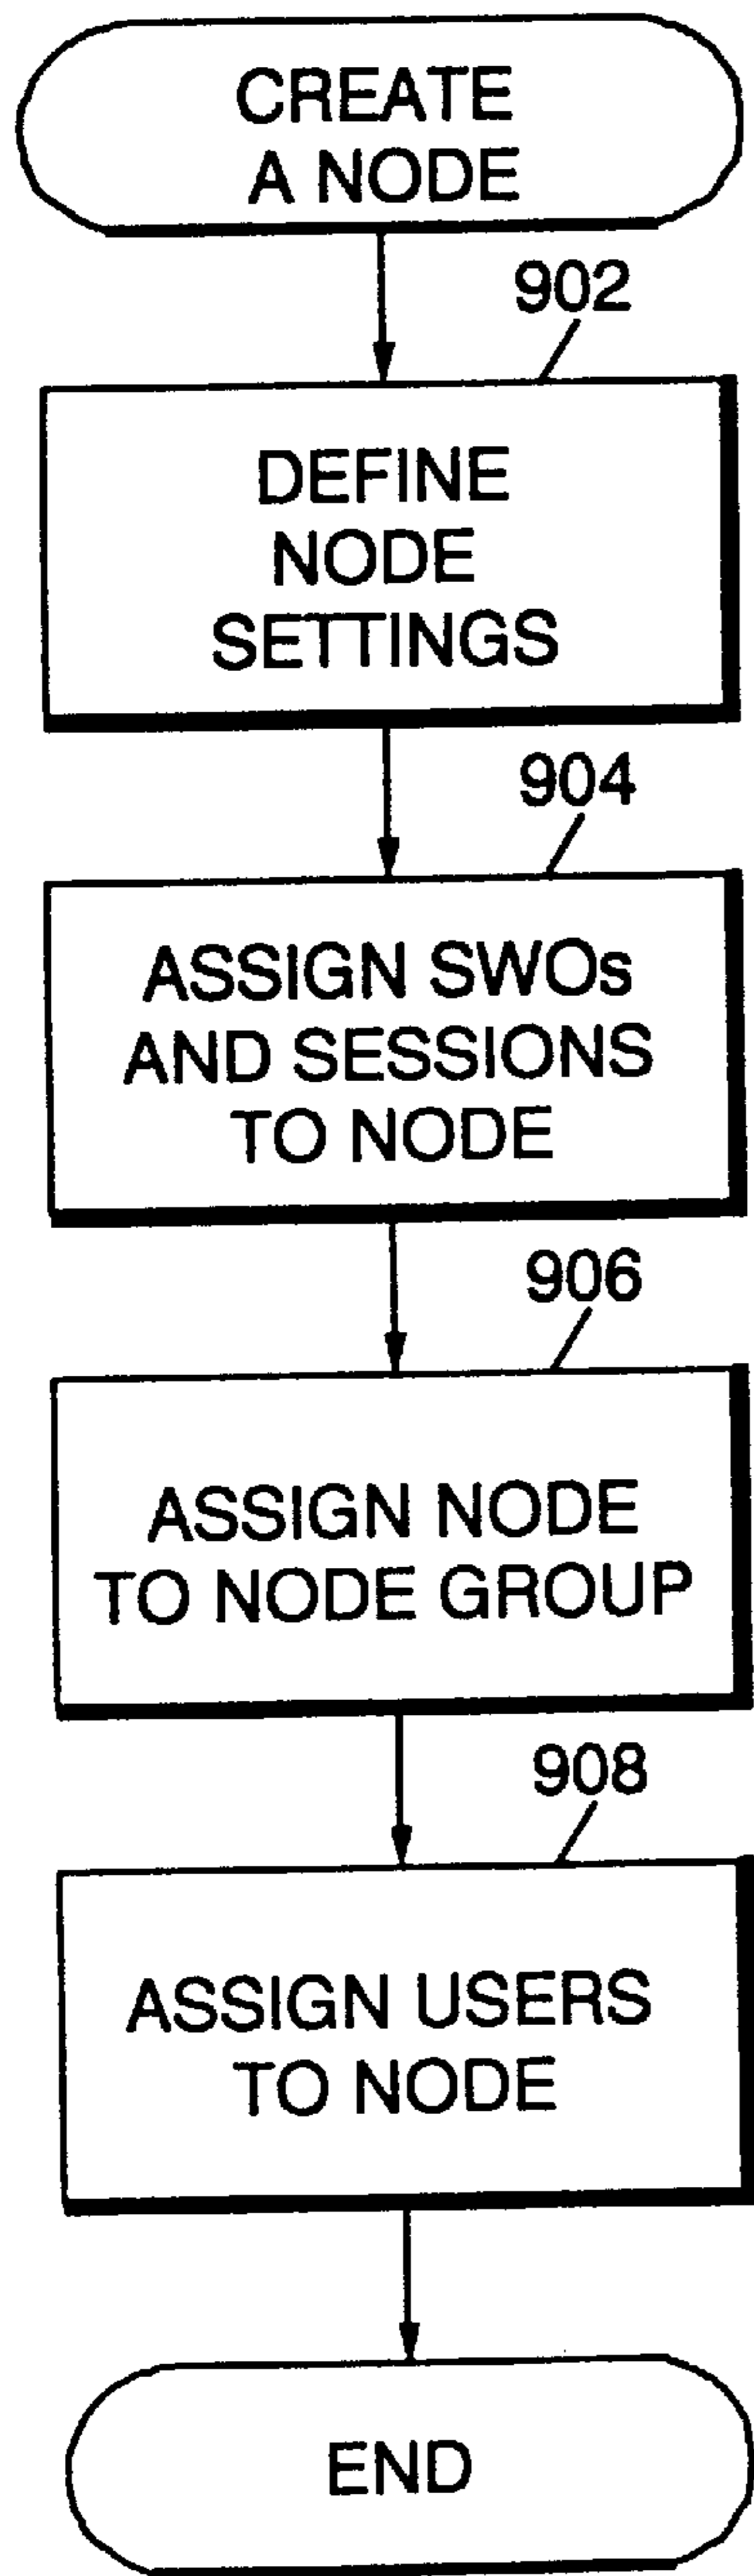 CREATE
A NODE
902
DEFINE
NODE
SETTINGS
904
ASSIGN SWOs
AND SESSIONS
TO NODE
906
ASSIGN NODE
TO NODE GROUP
908
ASSIGN USERS
TO NODE
END